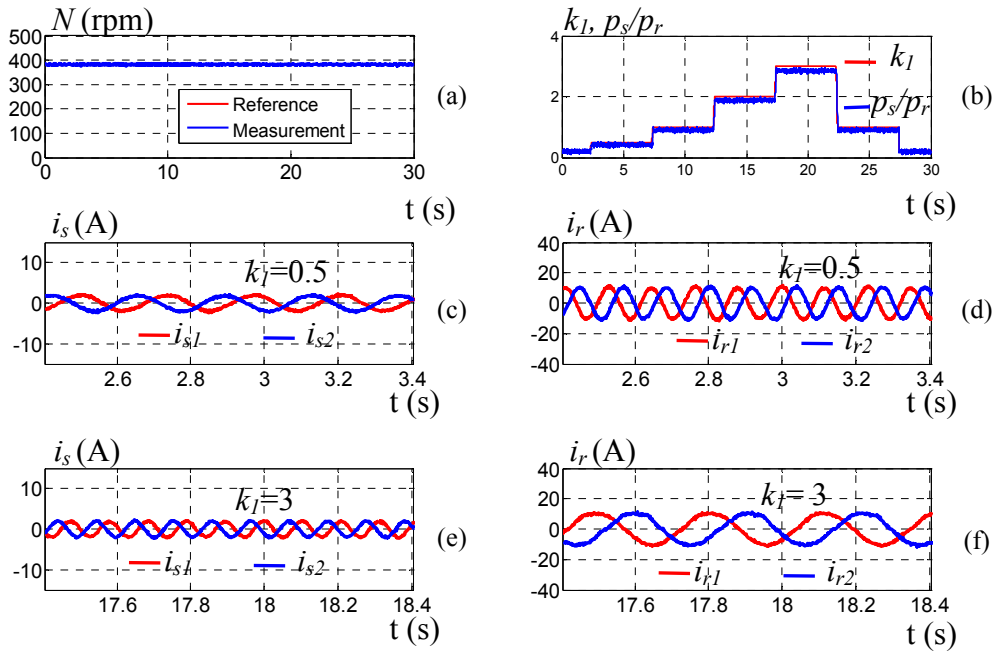 N (rpm)
500
400
300
200
100
0
Reference
Measurement
0 10 20 30
t (s)
(a)
k1, ps/pr
4
2
0
k1
ps/pr
0 5 10 15 20 25 30
t (s)
(b)
is (A)
10
0
-10
k1=0.5
is1 is2
2.6 2.8 3 3.2 3.4
t (s)
(c)
ir (A)
40
20
0
-20
-40
k1=0.5
ir1 ir2
2.6 2.8 3 3.2 3.4
t (s)
(d)
is (A)
10
0
-10
k1=3
is1 is2
17.6 17.8 18 18.2 18.4
t (s)
(e)
ir (A)
40
20
0
-20
-40
k1= 3
ir1 ir2
17.6 17.8 18 18.2 18.4
t (s)
(f)